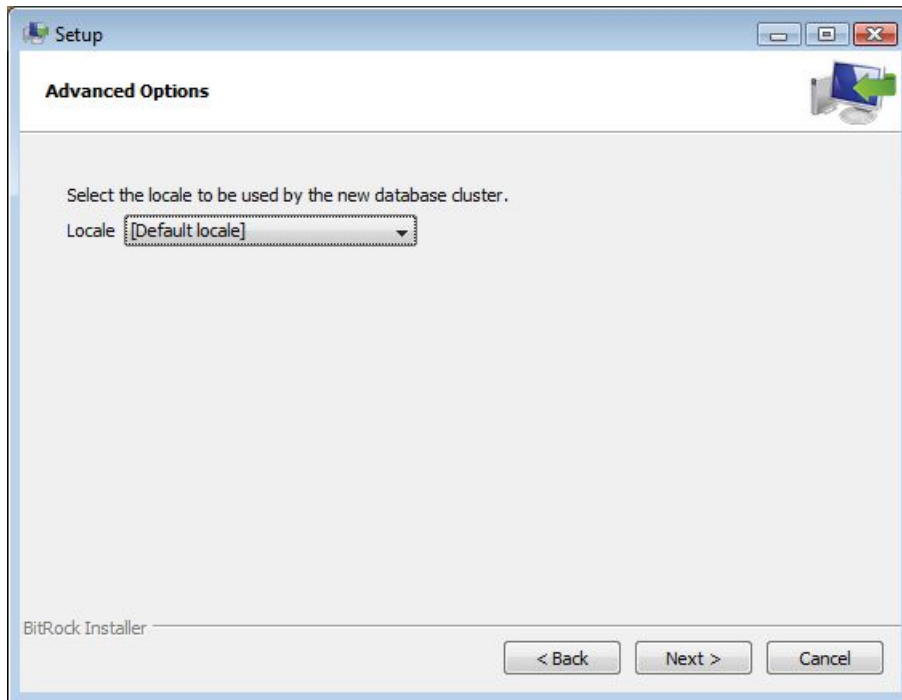 Setup
Advanced Options
Select the locale to be used by the new database cluster.
Locale [Default locale]
BitRock Installer
< Back Next > Cancel